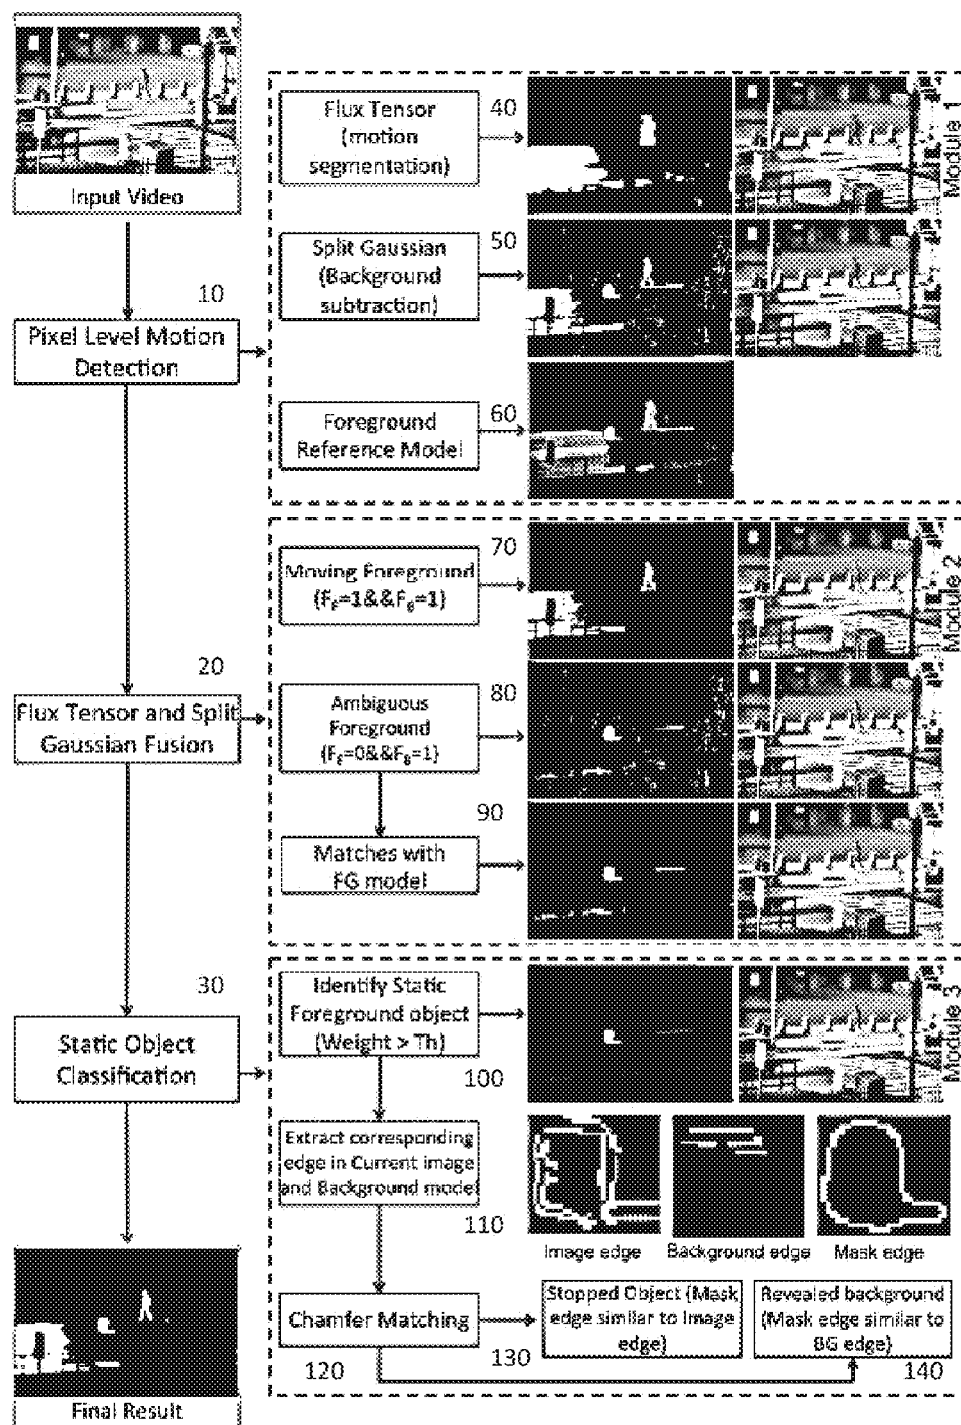 Input Video
10
Pixel Level Motion
Detection
20
Flux Tensor and Split
Gaussian Fusion
30
Static Object
Classification
Final Result
Flux Tensor
(motion
segmentation)
40
Split Gaussian
(Background
subtraction)
50
Foreground
Reference Model
60
Module 1
Moving Foreground
(F_F=1&&F_g=1)
70
Ambiguous
Foreground
(F_F=0&&F_g=1)
80
Matches with
FG model
90
Module 2
Identify Static
Foreground object
(Weight > Th)
100
Module 3
Extract corresponding
edge in Current image
and Background model
110
Image edge
Background edge
Mask edge
Chamfer Matching
120
Stopped Object (Mask
edge similar to Image
edge)
130
Revealed background
(Mask edge similar to
BG edge)
140